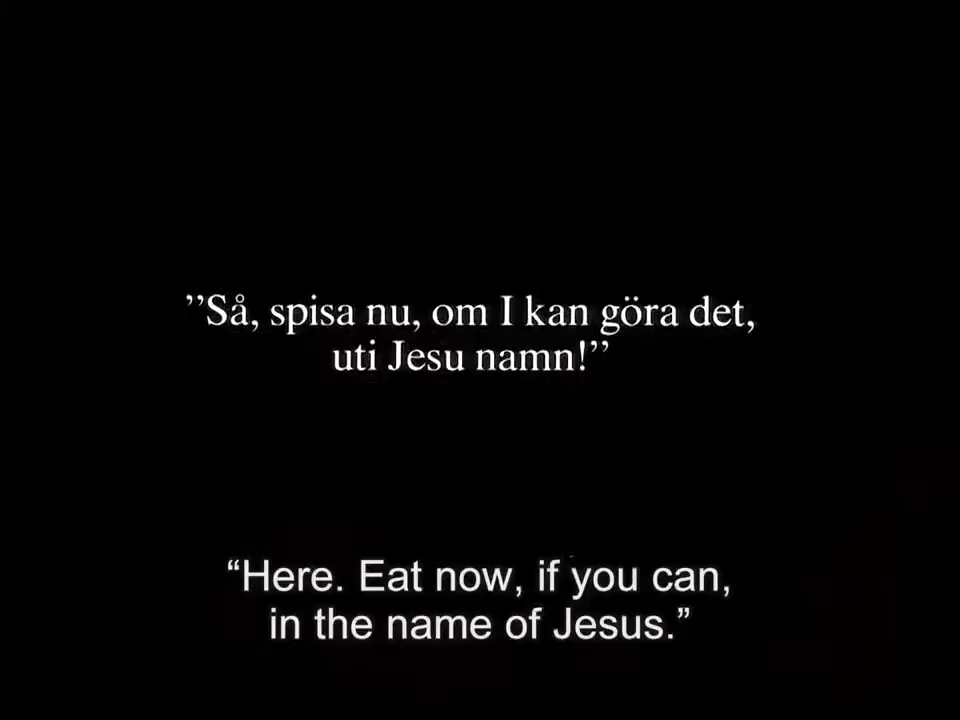 ”Så, spisa nu, om I kan göra det,
uti Jesu namn!”
“Here. Eat now, if you can,
in the name of Jesus.”